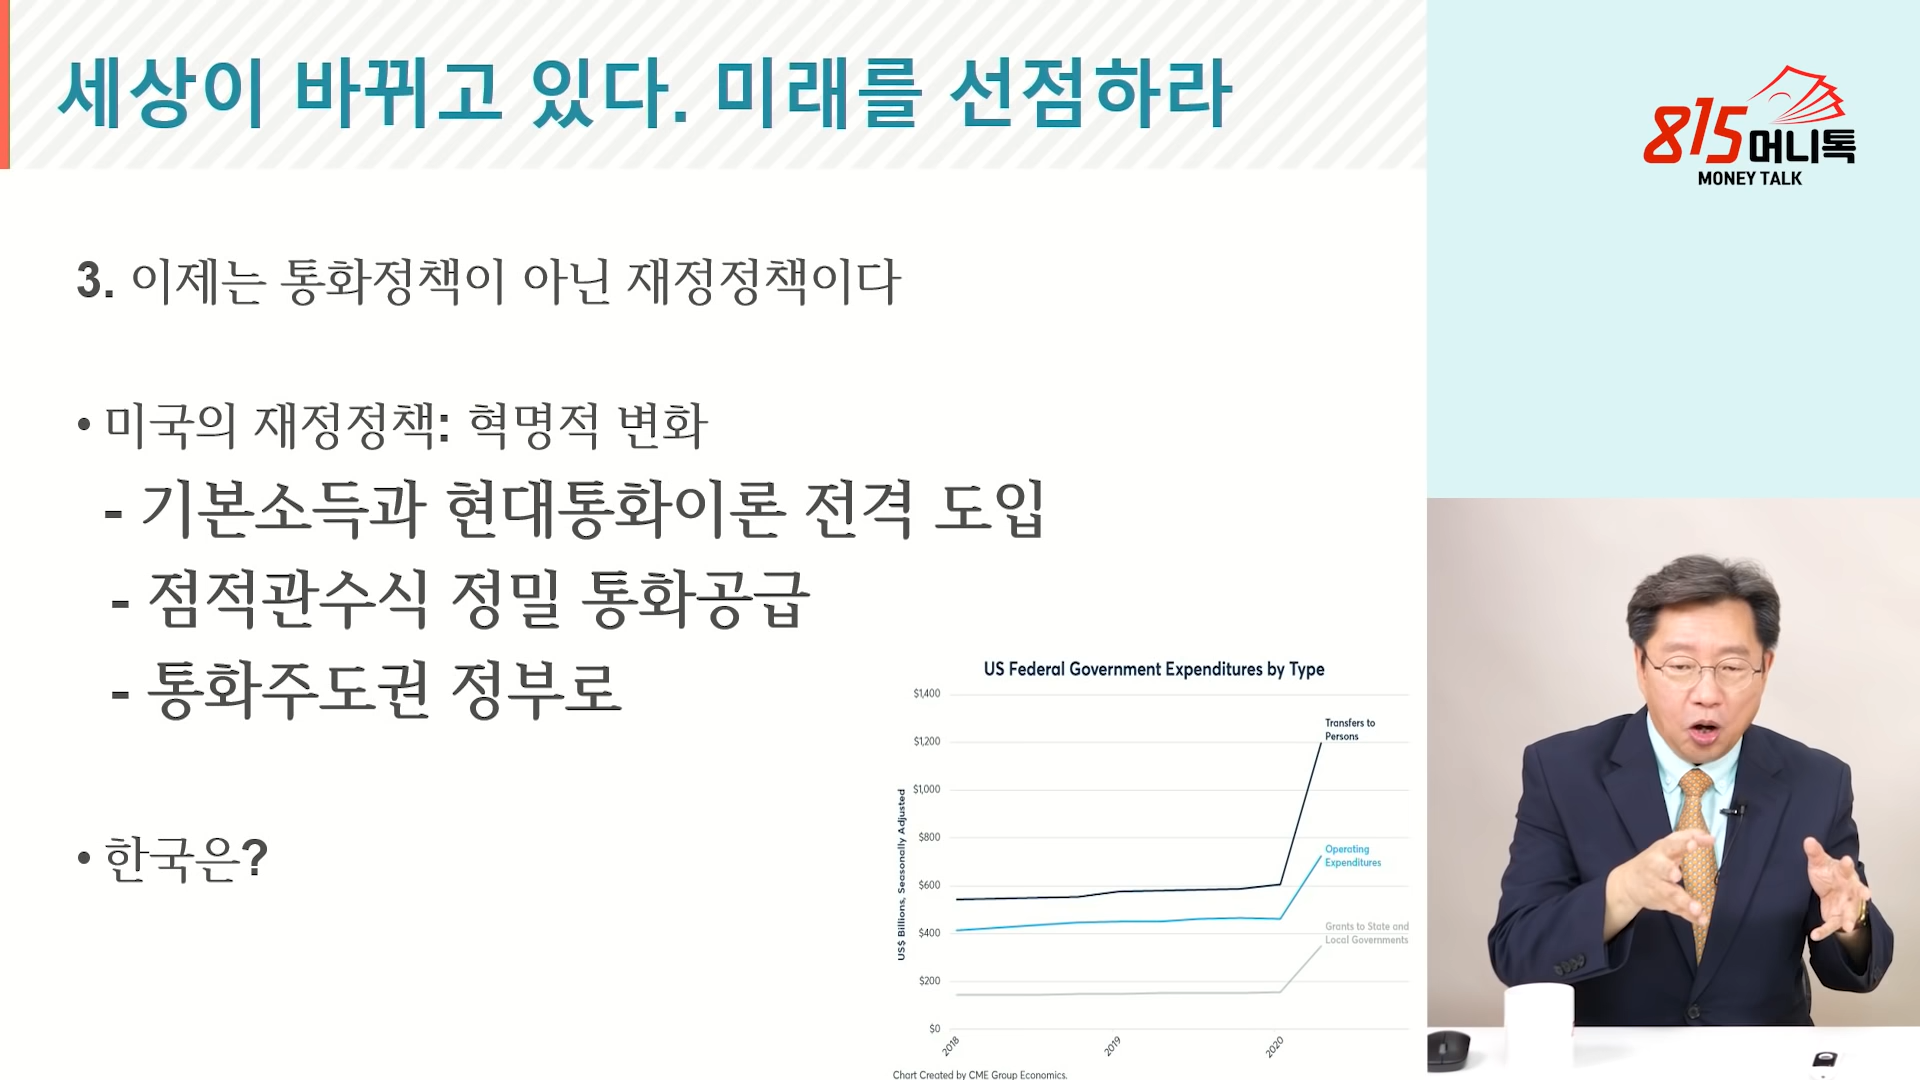 세상이 바뀌고 있다. 미래를 선점하라
815 머니톡
MONEY TALK
3. 이제는 통화정책이 아닌 재정정책이다
• 미국의 재정정책: 혁명적 변화
- 기본소득과 현대통화이론 전격 도입
- 점적관수식 정밀 통화공급
- 통화주도권 정부로
• 한국은?
US Federal Government Expenditures by Type
US$ Billions, Seasonally Adjusted
$1,400
$1,200
$1,000
$800
$600
$400
$200
$0
Transfers to
Persons
Operating
Expenditures
Grants to State and
Local Governments
2018
2019
2020
Chart Created by CME Group Economics.